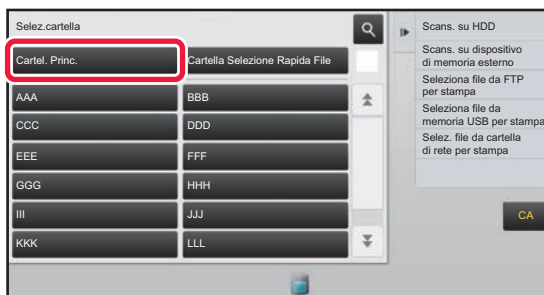 Selez.cartella
Cartel. Princ.
Cartella Selezione Rapida File
AAA
BBB
CCC
DDD
EEE
FFF
GGG
HHH
III
JJJ
KKK
LLL
Scans. su HDD
Scans. su dispositivo
di memoria esterno
Seleziona file da FTP
per stampa
Seleziona file da
memoria USB per stampa
Selez. file da cartella
di rete per stampa
CA